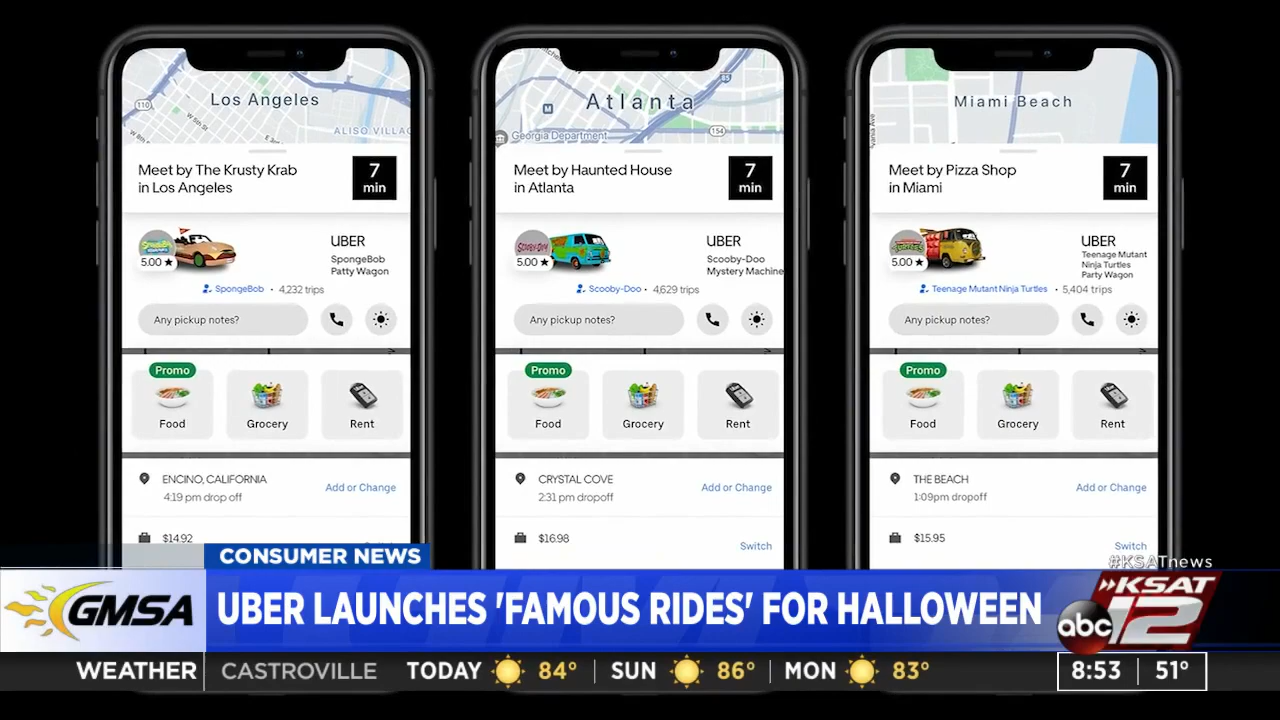 Los Angeles
110
W 6th St
W 8th
ALISO VILLAG
Meet by The Krusty Krab
in Los Angeles
7
min
5.00 ★
UBER
SpongeBob
Patty Wagon
SpongeBob • 4,232 trips
Any pickup notes?
Promo
Food
Grocery
Rent
ENCINO, CALIFORNIA
4:19 pm drop off
Add or Change
$14.92
Atlanta
M
85
154
Georgia Department
Meet by Haunted House
in Atlanta
7
min
SCOOBY-DOO
5.00 ★
UBER
Scooby-Doo
Mystery Machine
Scooby-Doo • 4,629 trips
Any pickup notes?
Promo
Food
Grocery
Rent
CRYSTAL COVE
2:31 pm dropoff
Add or Change
$16.98
Switch
Miami Beach
Meet by Pizza Shop
in Miami
7
min
5.00 ★
UBER
Teenage Mutant
Ninja Turtles
Party Wagon
Teenage Mutant Ninja Turtles • 5,404 trips
Any pickup notes?
Promo
Food
Grocery
Rent
THE BEACH
1:09pm dropoff
Add or Change
$15.95
Switch
#KSATnews
CONSUMER NEWS
GMSA
UBER LAUNCHES 'FAMOUS RIDES' FOR HALLOWEEN
KSAT
abc 12
WEATHER CASTROVILLE TODAY 84° SUN 86° MON 83°
8:53 51°